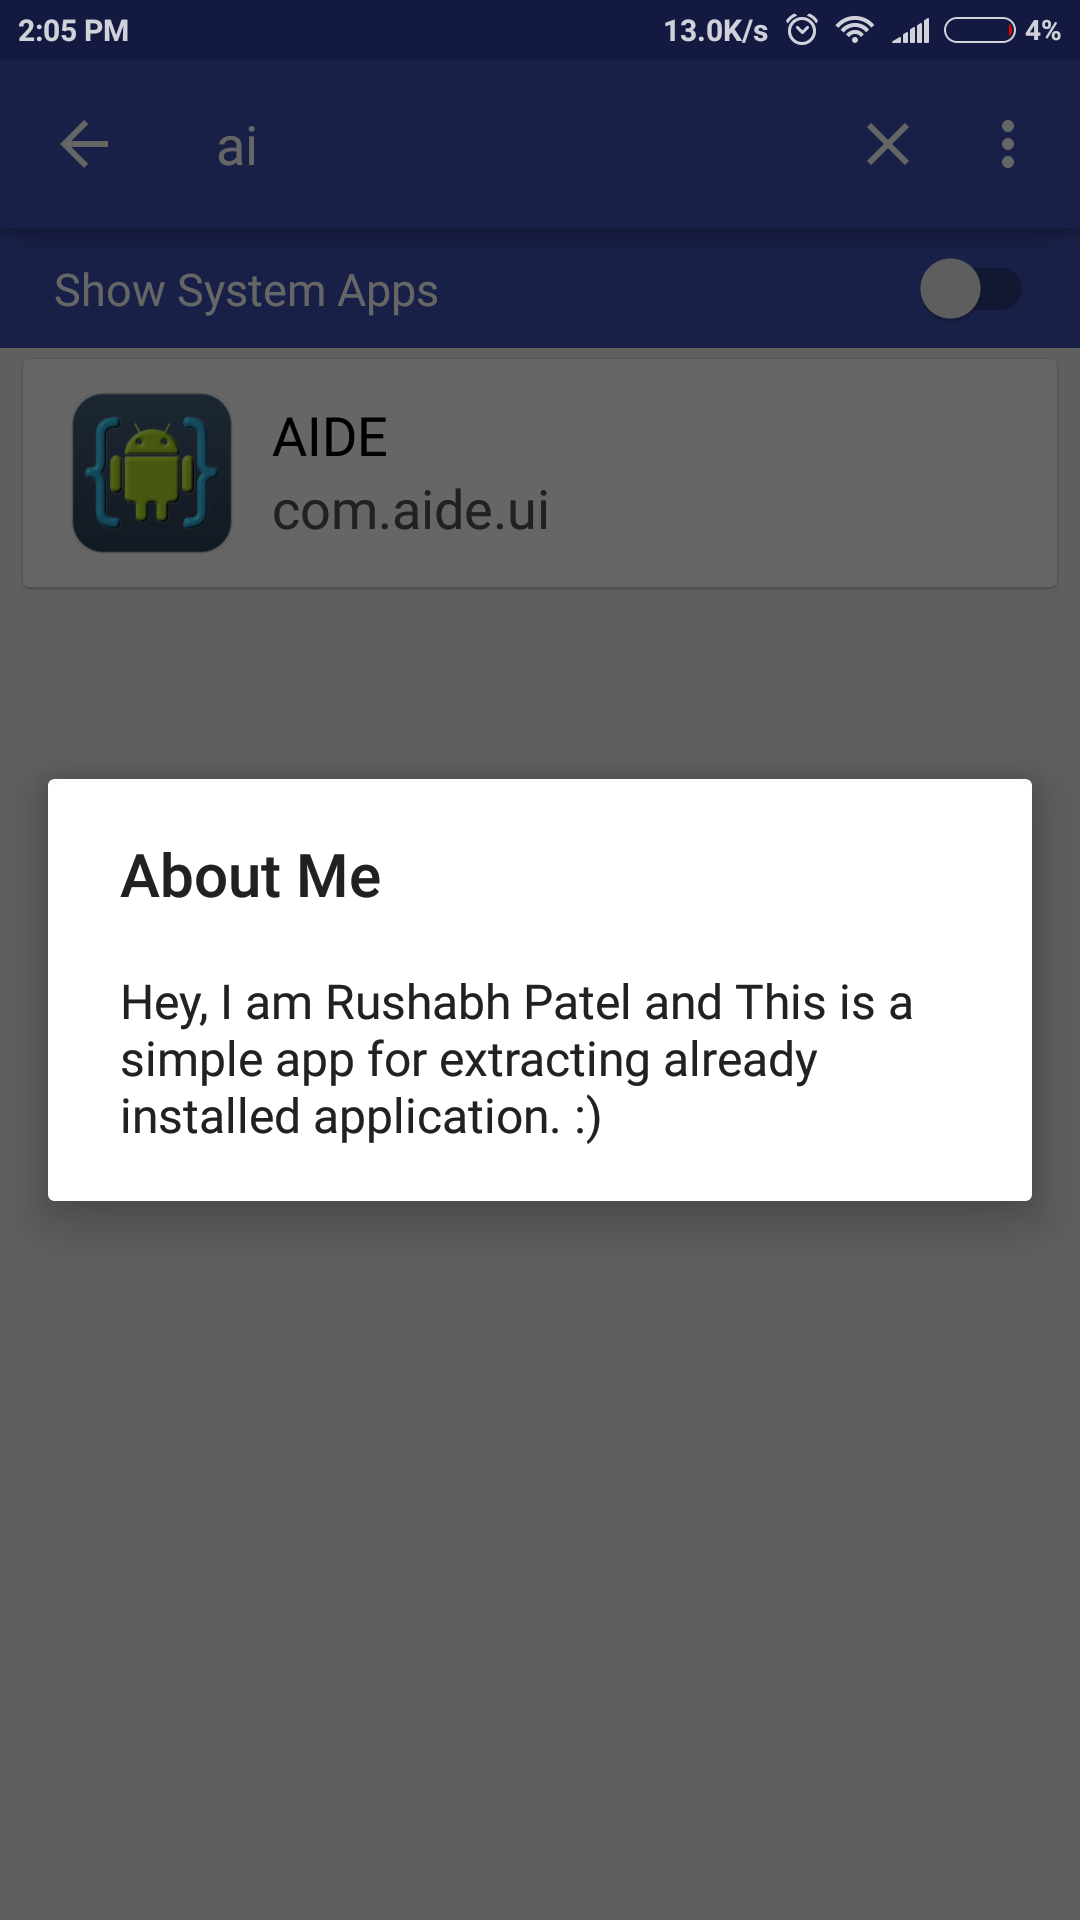 2:05 PM 13.0K/s 4%
ai
Show System Apps
AIDE
com.aide.ui
About Me
Hey, I am Rushabh Patel and This is a
simple app for extracting already
installed application. :)